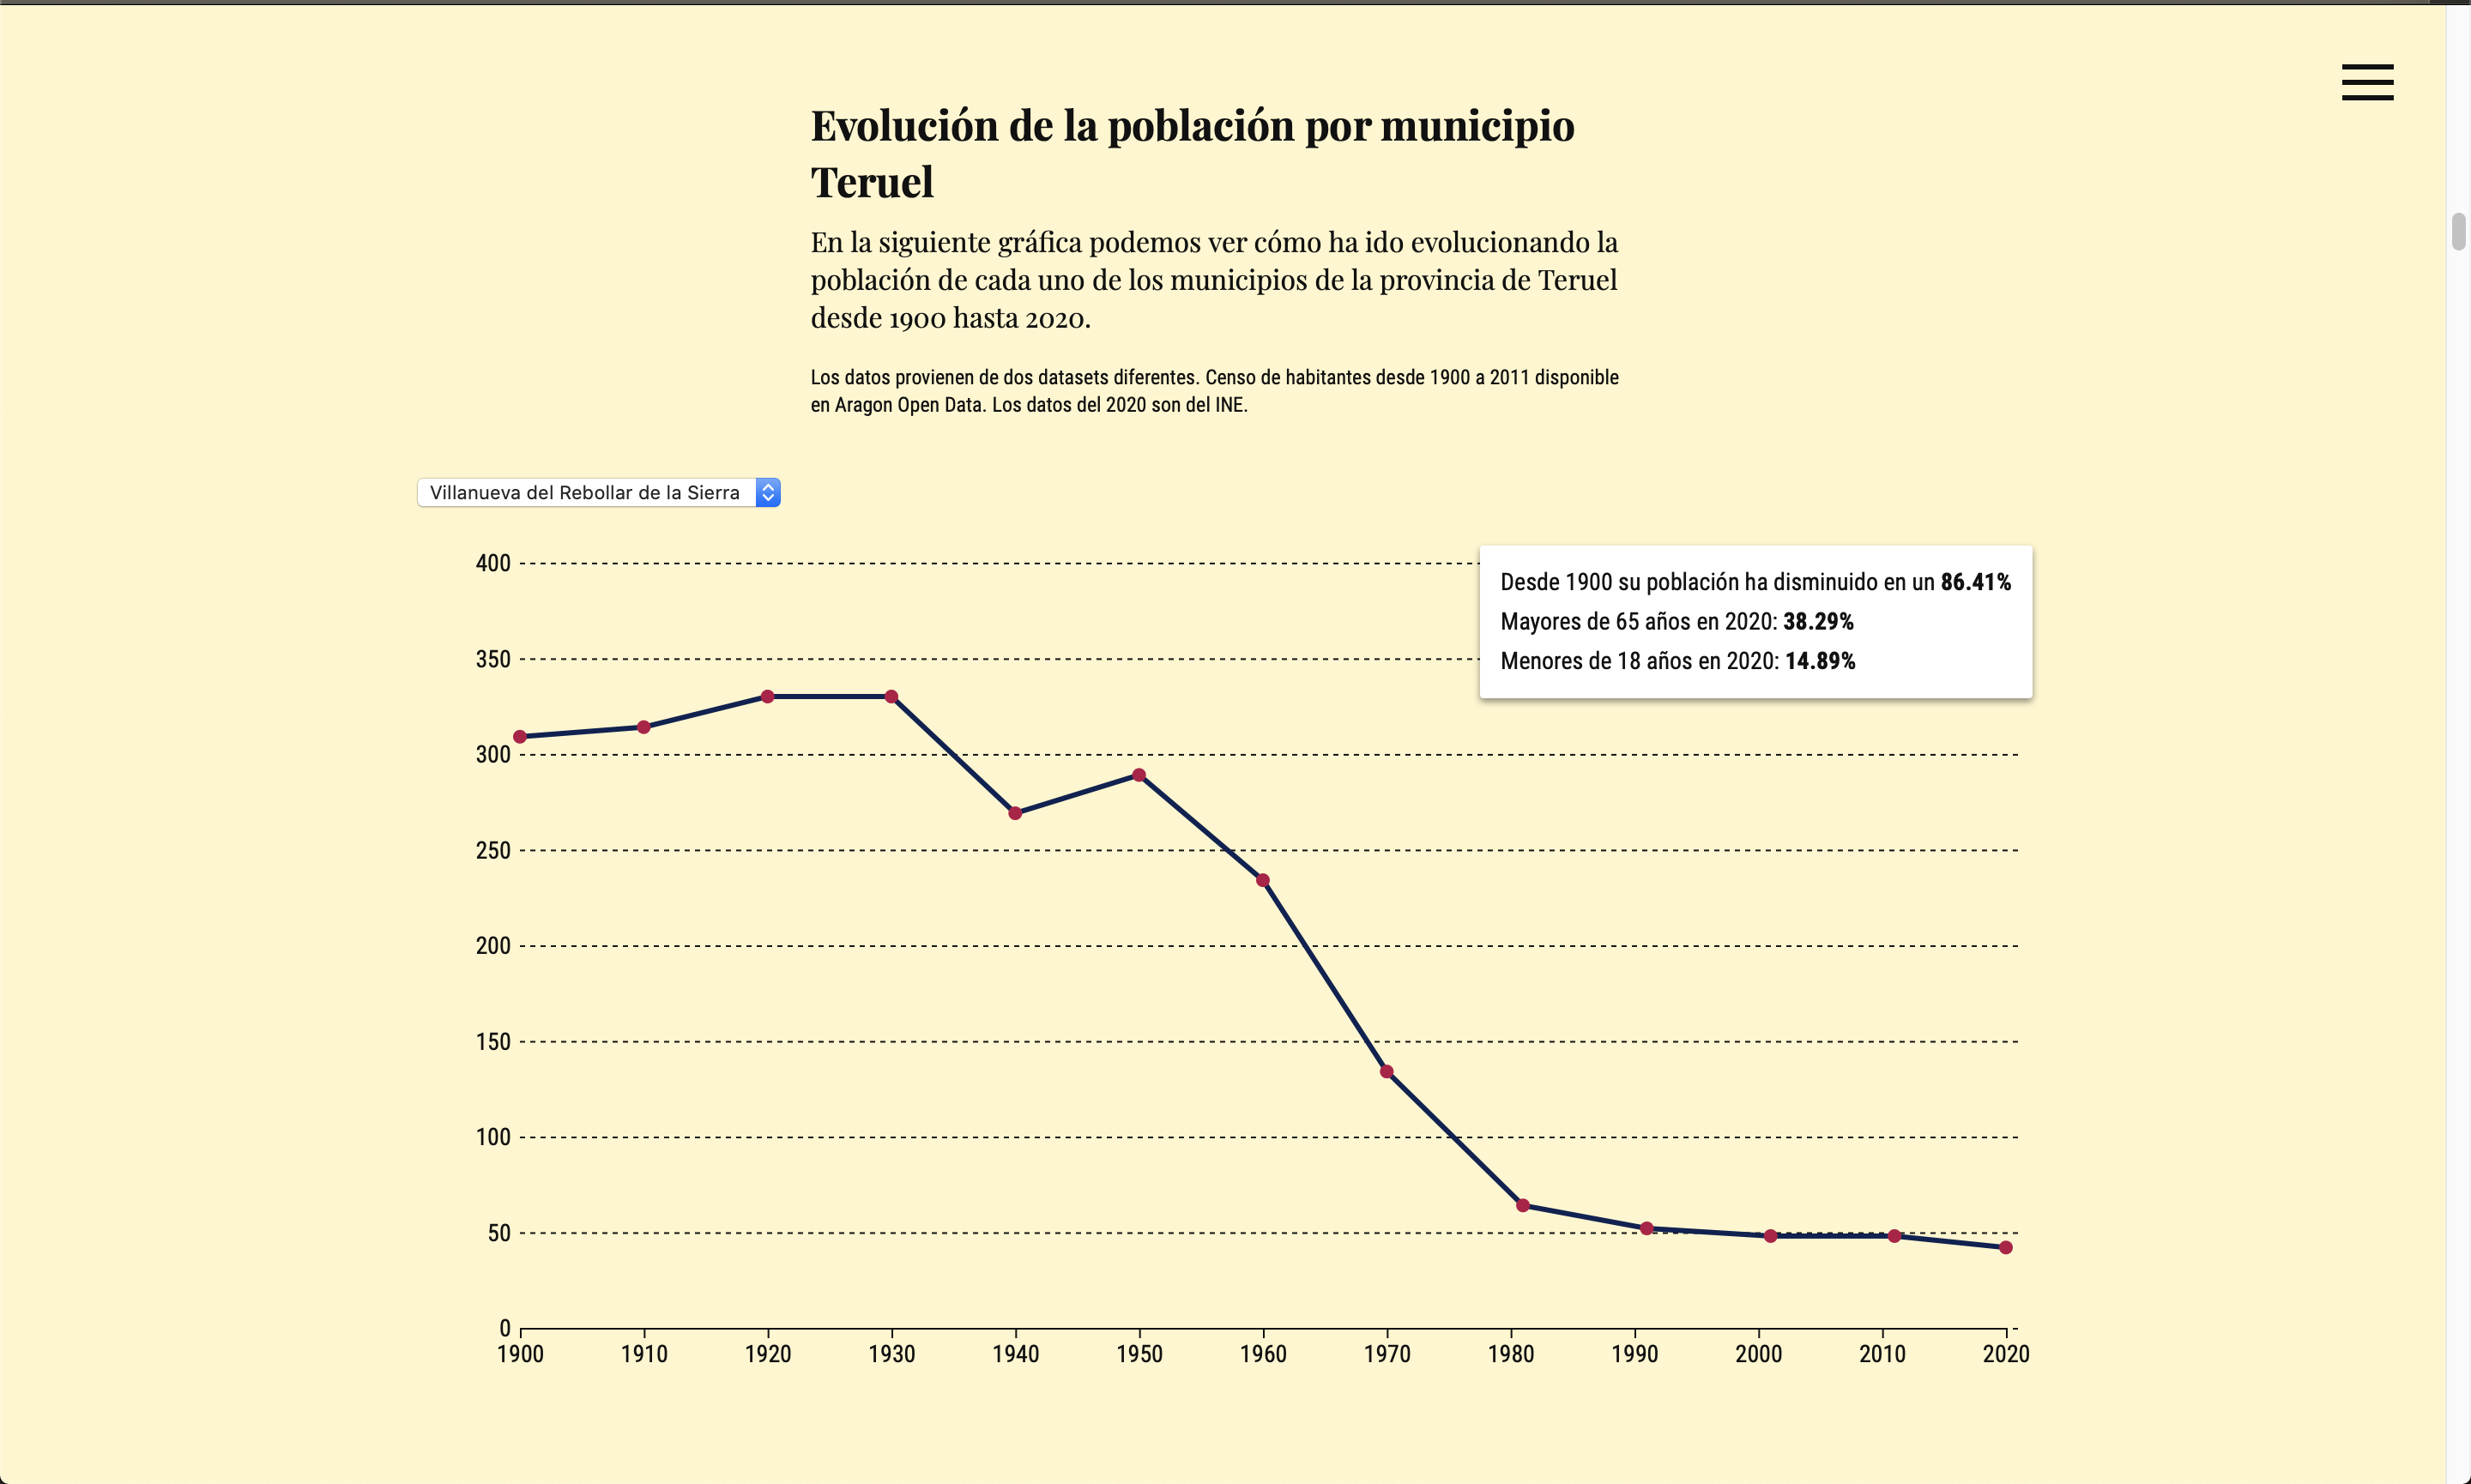 Evolución de la población por municipio
Teruel
En la siguiente gráfica podemos ver cómo ha ido evolucionando la
población de cada uno de los municipios de la provincia de Teruel
desde 1900 hasta 2020.
Los datos provienen de dos datasets diferentes. Censo de habitantes desde 1900 a 2011 disponible
en Aragon Open Data. Los datos del 2020 son del INE.
Villanueva del Rebollar de la Sierra
Desde 1900 su población ha disminuido en un 86.41%
Mayores de 65 años en 2020: 38.29%
Menores de 18 años en 2020: 14.89%
400
350
300
250
200
150
100
50
0
1900 1910 1920 1930 1940 1950 1960 1970 1980 1990 2000 2010 2020